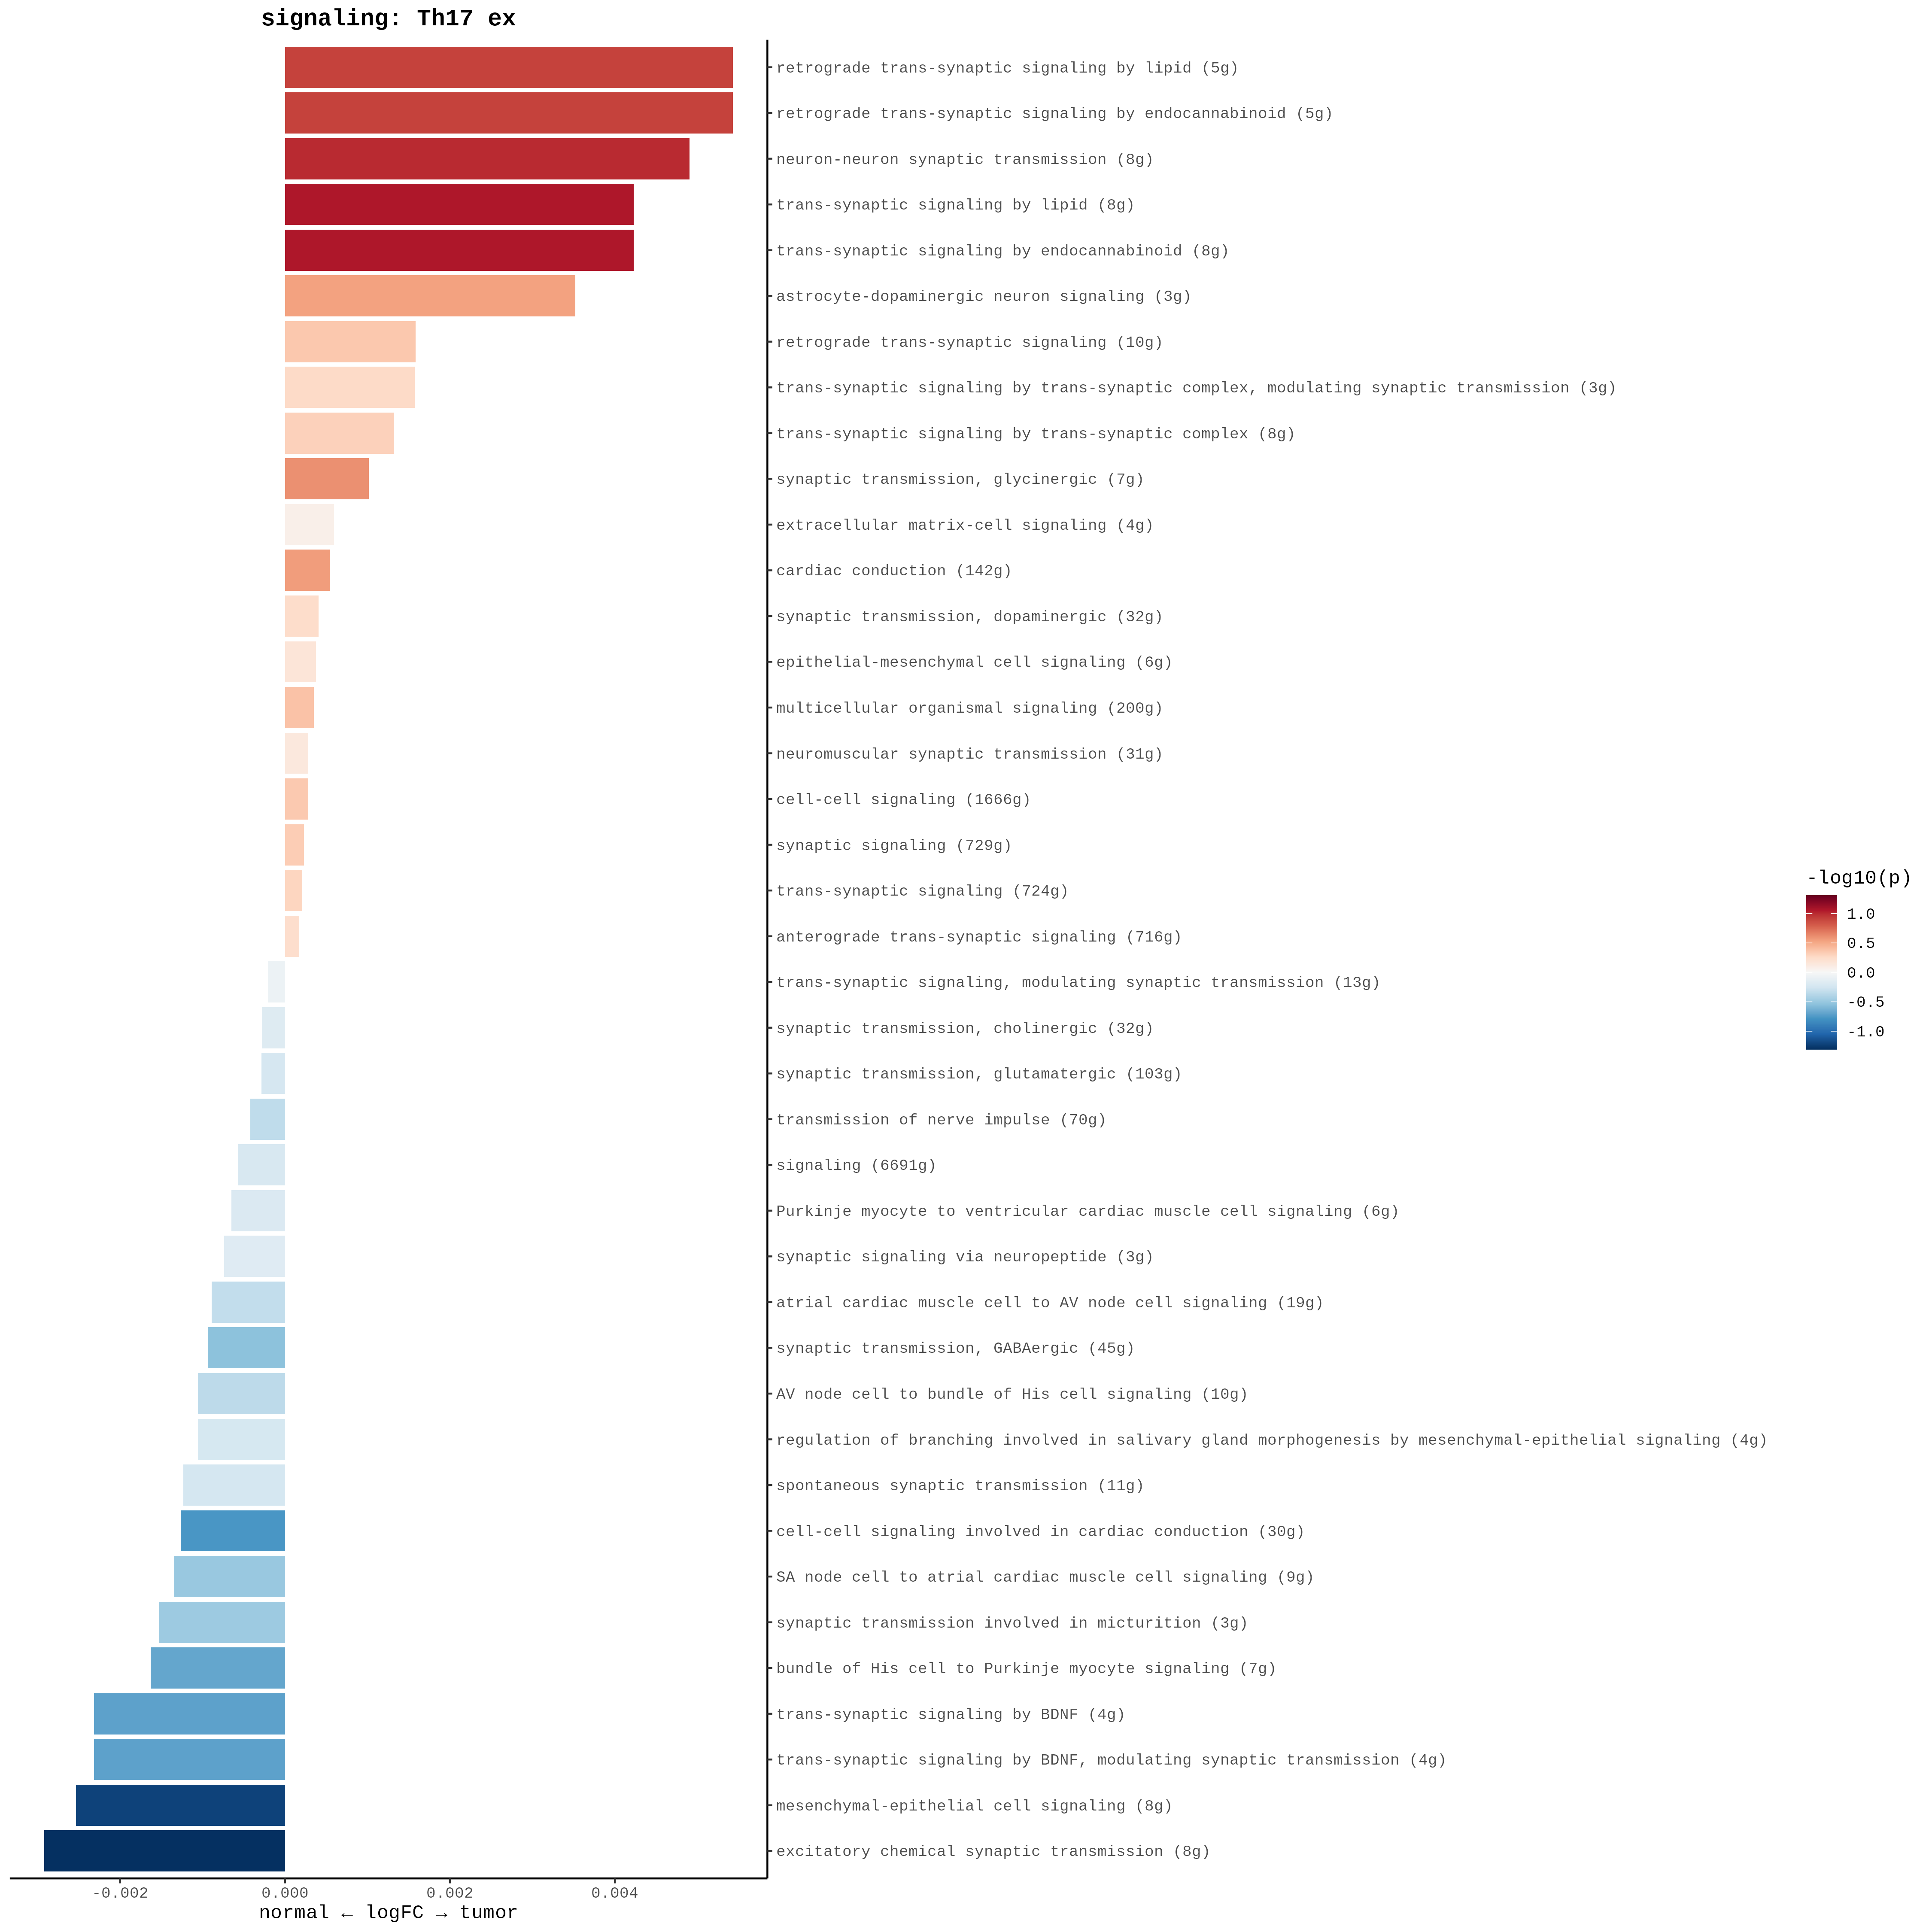 signaling: Th17 ex
retrograde trans-synaptic signaling by lipid (5g)
retrograde trans-synaptic signaling by endocannabinoid (5g)
neuron-neuron synaptic transmission (8g)
trans-synaptic signaling by lipid (8g)
trans-synaptic signaling by endocannabinoid (8g)
astrocyte-dopaminergic neuron signaling (3g)
retrograde trans-synaptic signaling (10g)
trans-synaptic signaling by trans-synaptic complex, modulating synaptic transmission (3g)
trans-synaptic signaling by trans-synaptic complex (8g)
synaptic transmission, glycinergic (7g)
extracellular matrix-cell signaling (4g)
cardiac conduction (142g)
synaptic transmission, dopaminergic (32g)
epithelial-mesenchymal cell signaling (6g)
multicellular organismal signaling (200g)
neuromuscular synaptic transmission (31g)
cell-cell signaling (1666g)
synaptic signaling (729g)
trans-synaptic signaling (724g)
anterograde trans-synaptic signaling (716g)
trans-synaptic signaling, modulating synaptic transmission (13g)
synaptic transmission, cholinergic (32g)
synaptic transmission, glutamatergic (103g)
transmission of nerve impulse (70g)
signaling (6691g)
Purkinje myocyte to ventricular cardiac muscle cell signaling (6g)
synaptic signaling via neuropeptide (3g)
atrial cardiac muscle cell to AV node cell signaling (19g)
synaptic transmission, GABAergic (45g)
AV node cell to bundle of His cell signaling (10g)
regulation of branching involved in salivary gland morphogenesis by mesenchymal-epithelial signaling (4g)
spontaneous synaptic transmission (11g)
cell-cell signaling involved in cardiac conduction (30g)
SA node cell to atrial cardiac muscle cell signaling (9g)
synaptic transmission involved in micturition (3g)
bundle of His cell to Purkinje myocyte signaling (7g)
trans-synaptic signaling by BDNF (4g)
trans-synaptic signaling by BDNF, modulating synaptic transmission (4g)
mesenchymal-epithelial cell signaling (8g)
excitatory chemical synaptic transmission (8g)
-0.002 0.000 0.002 0.004
normal ← logFC → tumor
-log10(p)
1.0
0.5
0.0
-0.5
-1.0